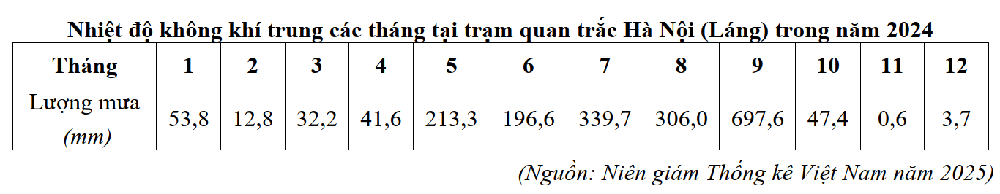 Nhiệt độ không khí trung các tháng tại trạm quan trắc Hà Nội (Láng) trong năm 2024
Tháng 1 2 3 4 5 6 7 8 9 10 11 12
Lượng mưa
(mm)
53,8 12,8 32,2 41,6 213,3 196,6 339,7 306,0 697,6 47,4 0,6 3,7
(Nguồn: Niên giám Thống kê Việt Nam năm 2025)